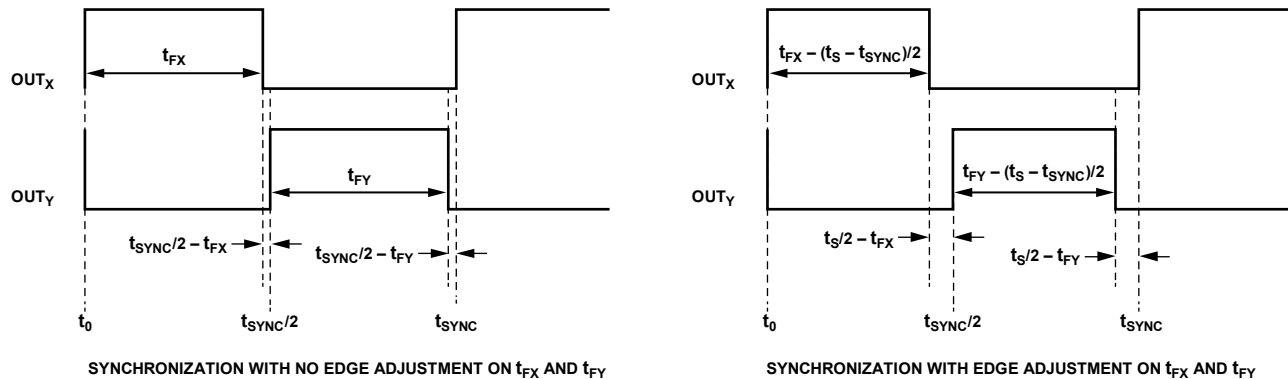 OUTX
tFX
OUTY
tFY
tSYNC/2 – tFX
tSYNC/2 – tFY
t0
tSYNC/2
tSYNC
SYNCHRONIZATION WITH NO EDGE ADJUSTMENT ON tFX AND tFY
OUTX
tFX – (tS – tSYNC)/2
OUTY
tFY – (tS – tSYNC)/2
tS/2 – tFX
tS/2 – tFY
t0
tSYNC/2
tSYNC
SYNCHRONIZATION WITH EDGE ADJUSTMENT ON tFX AND tFY